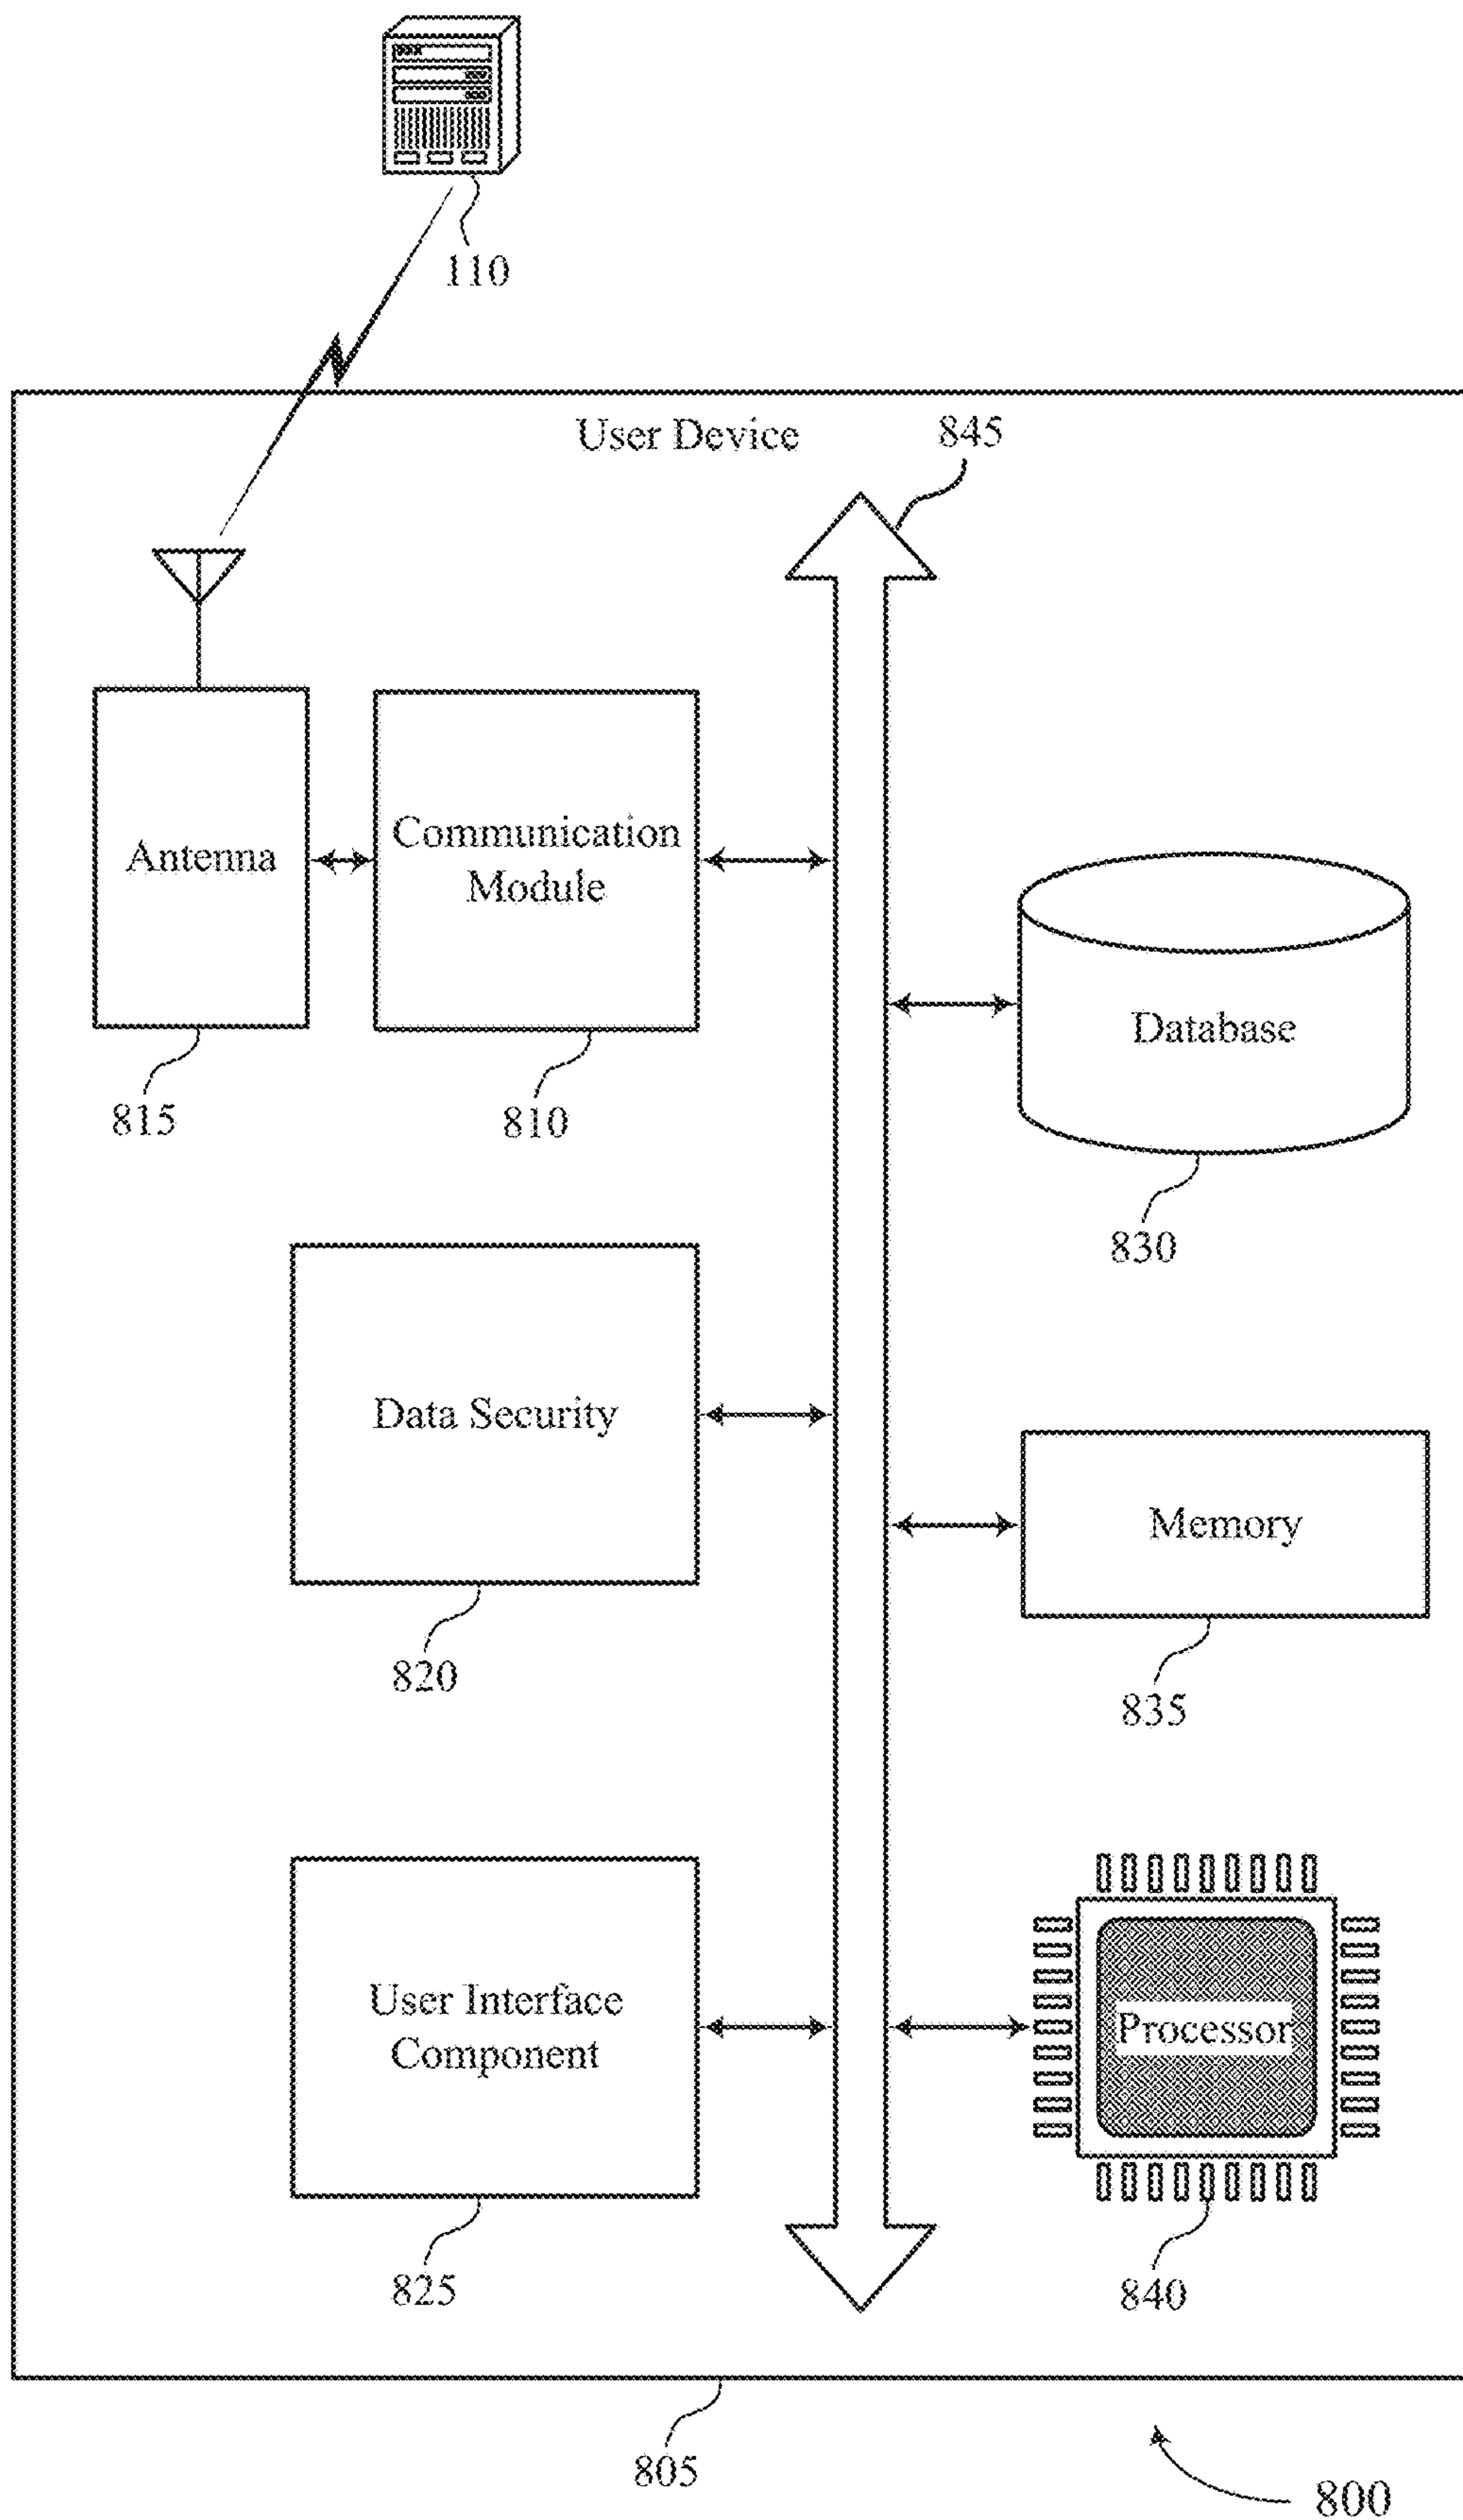 110
User Device
845
Antenna
Communication
Module
Database
815
810
830
Data Security
Memory
820
835
User Interface
Component
Processor
825
840
805
800